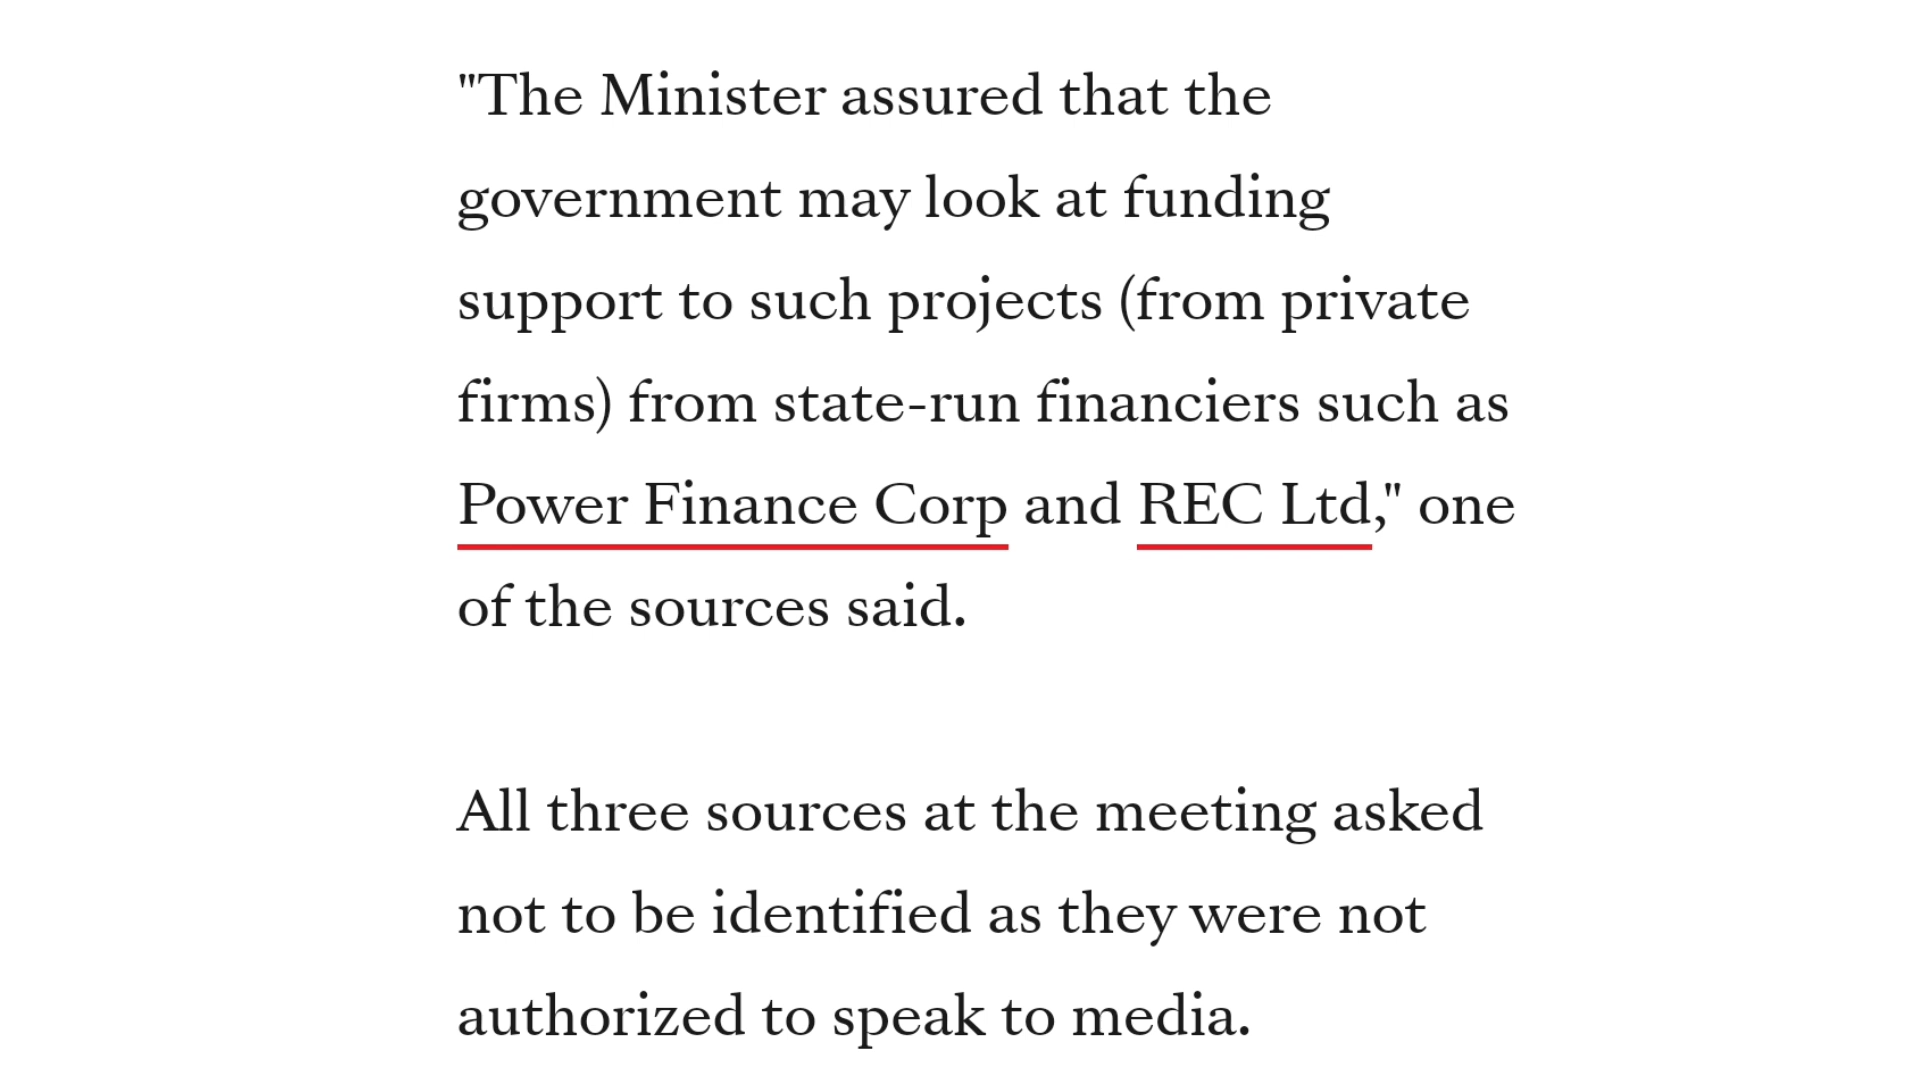 "The Minister assured that the
government may look at funding
support to such projects (from private
firms) from state-run financiers such as
Power Finance Corp and REC Ltd," one
of the sources said.
All three sources at the meeting asked
not to be identified as they were not
authorized to speak to media.